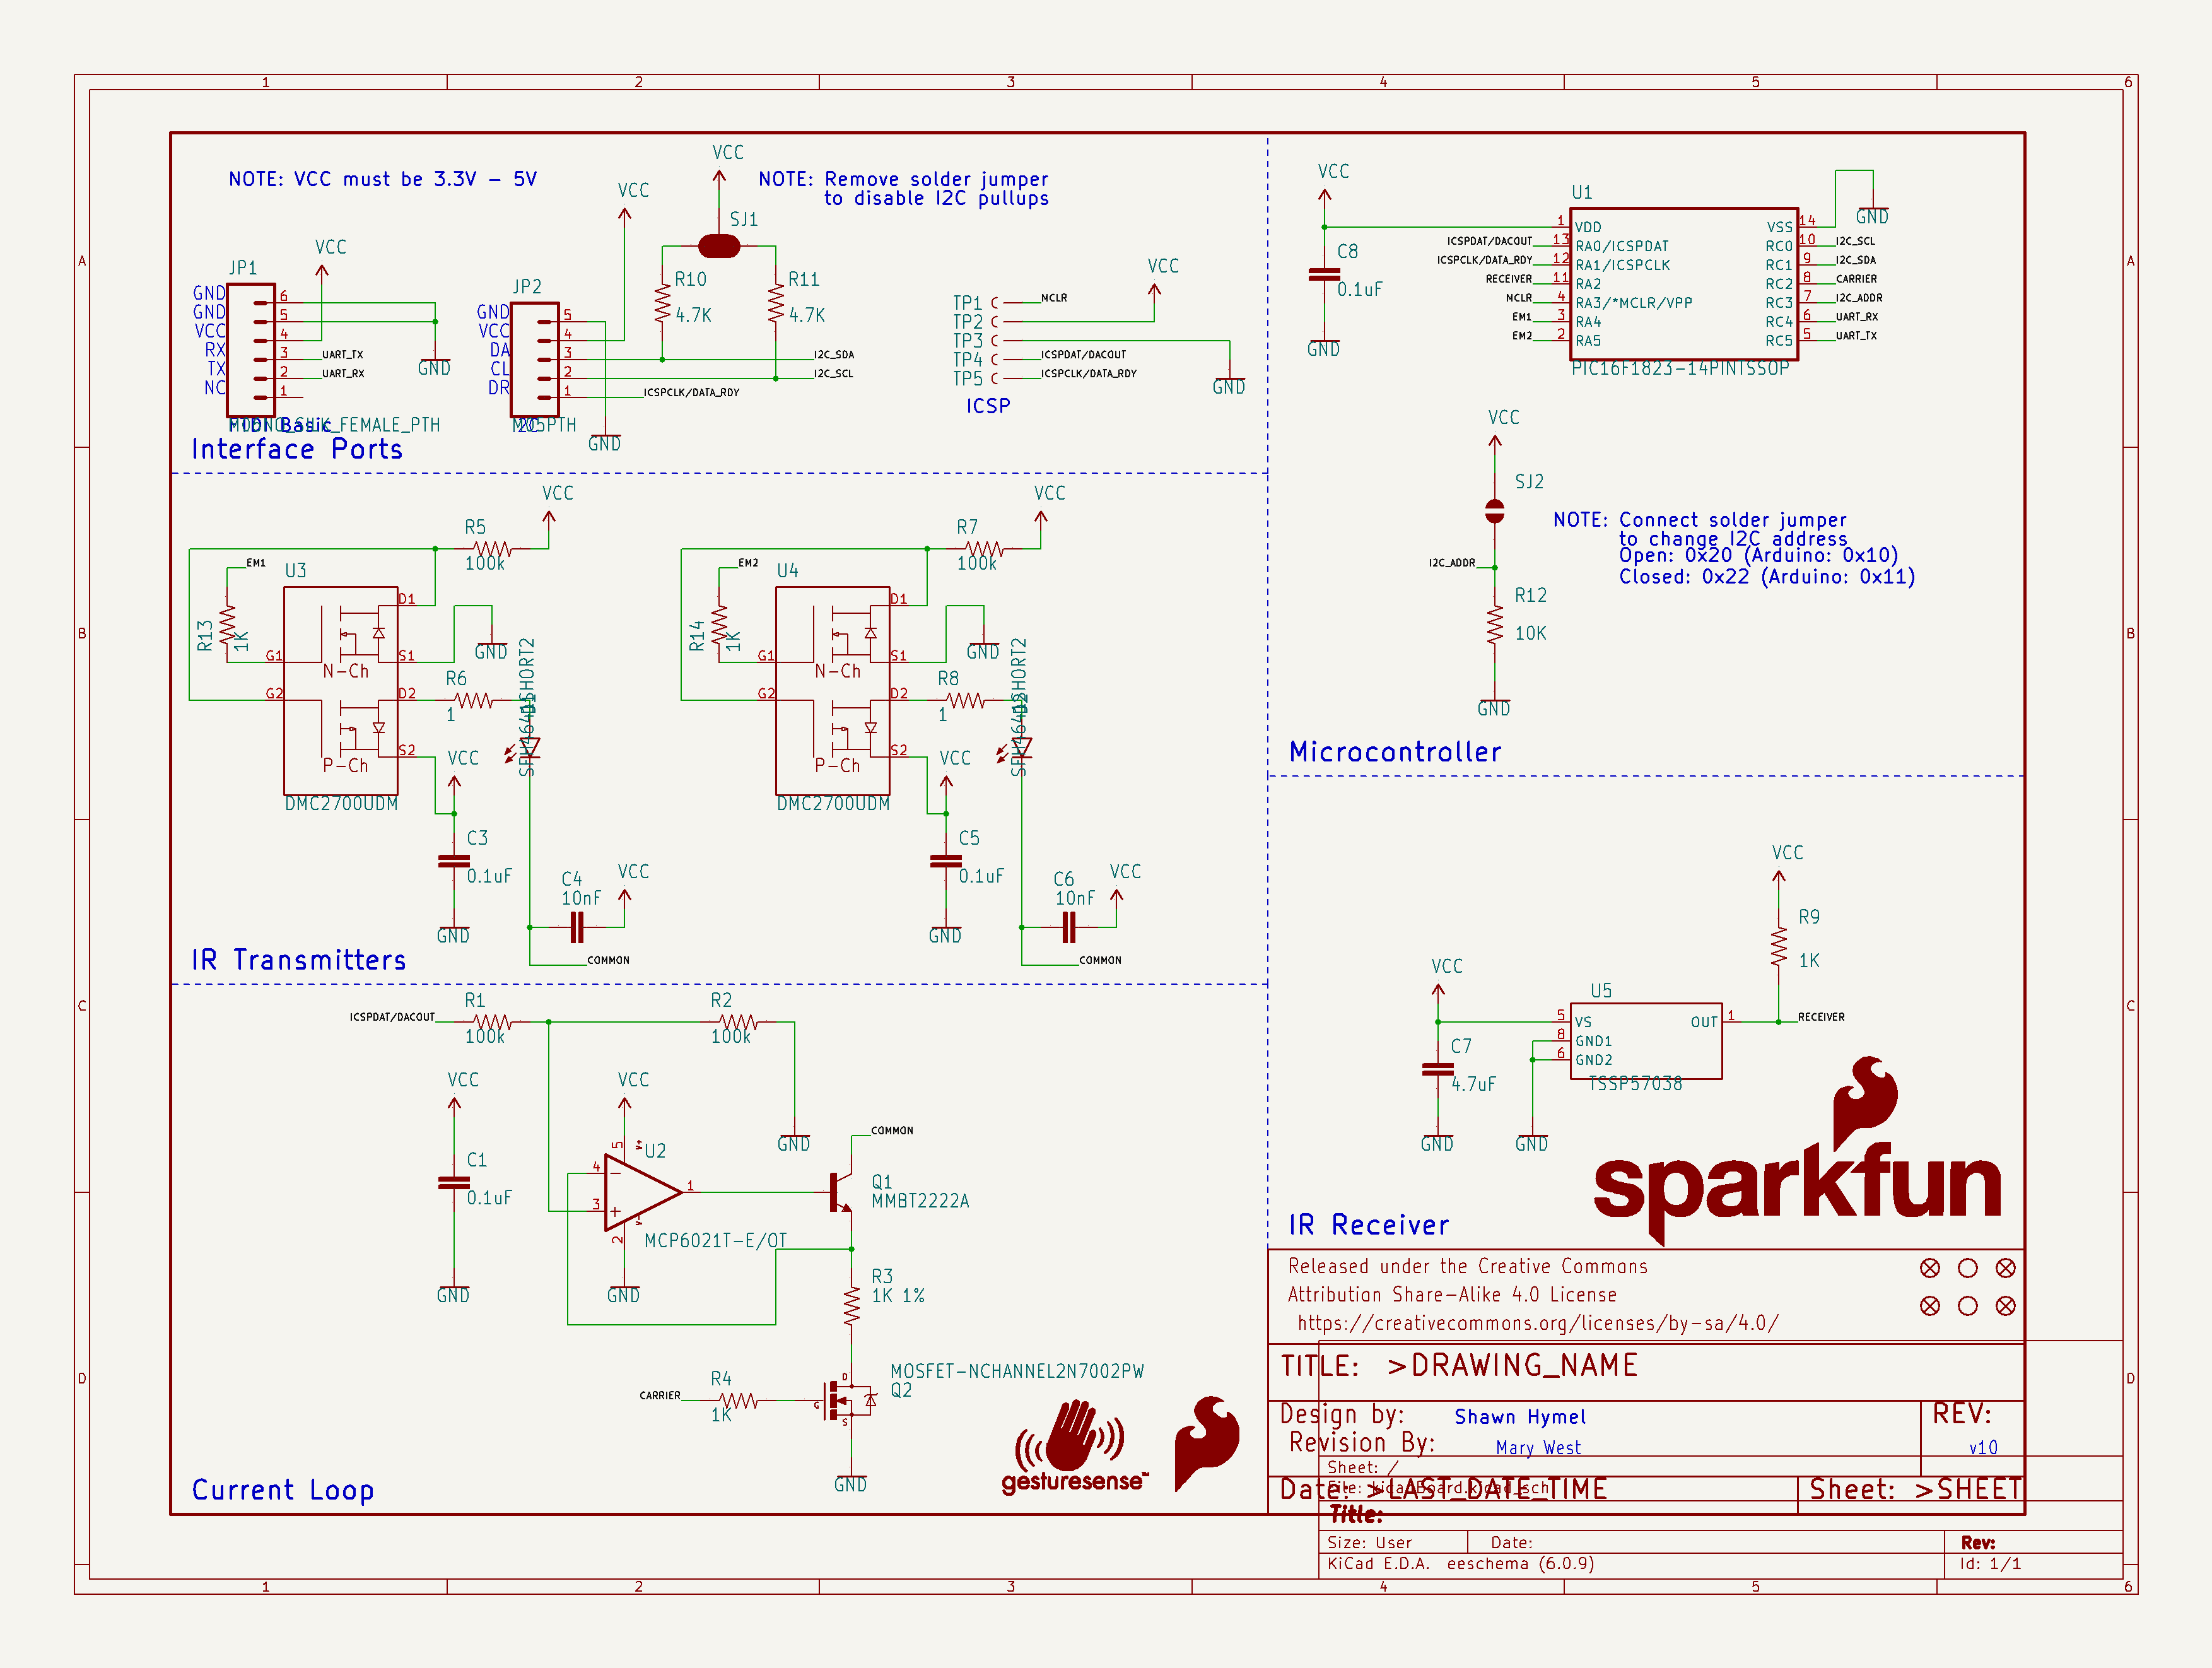 1 2 3 4 5 6
A
B
C
D
NOTE: VCC must be 3.3V - 5V
VCC
NOTE: Remove solder jumper
to disable I2C pullups
VCC
SJ1
VCC
JP1
GND
GND
VCC
RX
TX
NC
6
5
4
3
2
1
UART_TX
UART_RX
GND
FTDI Basic
Interface Ports
JP2
GND
VCC
DA
CL
DR
5
4
3
2
1
R10
4.7K
R11
4.7K
I2C_SDA
I2C_SCL
ICSPCLK/DATA_RDY
I2C
M05PTH
GND
VCC
TP1
TP2
TP3
TP4
TP5
MCLR
ICSPDAT/DACOUT
ICSPCLK/DATA_RDY
GND
ICSP
VCC
C8
0.1uF
GND
U1
1 VDD
13 RA0/ICSPDAT
12 RA1/ICSPCLK
11 RA2
4 RA3/*MCLR/VPP
3 RA4
2 RA5
ICSPDAT/DACOUT
ICSPCLK/DATA_RDY
RECEIVER
MCLR
EM1
EM2
VSS 14
RC0 10
RC1 9
RC2 8
RC3 7
RC4 6
RC5 5
GND
I2C_SCL
I2C_SDA
CARRIER
I2C_ADDR
UART_RX
UART_TX
PIC16F1823-14PINTSSOP
VCC
SJ2
I2C_ADDR
R12
10K
GND
NOTE: Connect solder jumper
to change I2C address
Open: 0x20 (Arduino: 0x10)
Closed: 0x22 (Arduino: 0x11)
Microcontroller
VCC
R5
100k
EM1
U3
R13
1K
G1
G2
D1
S1
D2
S2
N-Ch
P-Ch
DMC2700UDM
GND
R6
1
VCC
C3
0.1uF
GND
C4
10nF
VCC
COMMON
VCC
R7
100k
EM2
U4
R14
1K
G1
G2
D1
S1
D2
S2
N-Ch
P-Ch
DMC2700UDM
GND
R8
1
VCC
C5
0.1uF
GND
C6
10nF
VCC
COMMON
IR Transmitters
ICSPDAT/DACOUT
R1
100k
R2
100k
GND
VCC
C1
0.1uF
GND
VCC
U2
5 V+
4
3
2 V-
1
MCP6021T-E/OT
GND
COMMON
Q1
MMBT2222A
R3
1K 1%
MOSFET-NCHANNEL2N7002PW
Q2
CARRIER
R4
1K
D
G
S
GND
Current Loop
gesturesense™
VCC
R9
1K
VCC
C7
4.7uF
GND
U5
5 VS
8 GND1
6 GND2
OUT 1
TSSP57038
RECEIVER
GND
IR Receiver
sparkfun
Released under the Creative Commons
Attribution Share-Alike 4.0 License
https://creativecommons.org/licenses/by-sa/4.0/
TITLE: >DRAWING_NAME
Design by: Shawn Hymel
Revision By: Mary West
REV:
v10
Date: >LAST_DATE_TIME
Sheet: >SHEET
Sheet: /
File: kicadBoard.kicad_sch
Title:
Size: User
Date:
Rev:
KiCad E.D.A. eeschema (6.0.9)
Id: 1/1
A
B
C
D
1 2 3 4 5 6